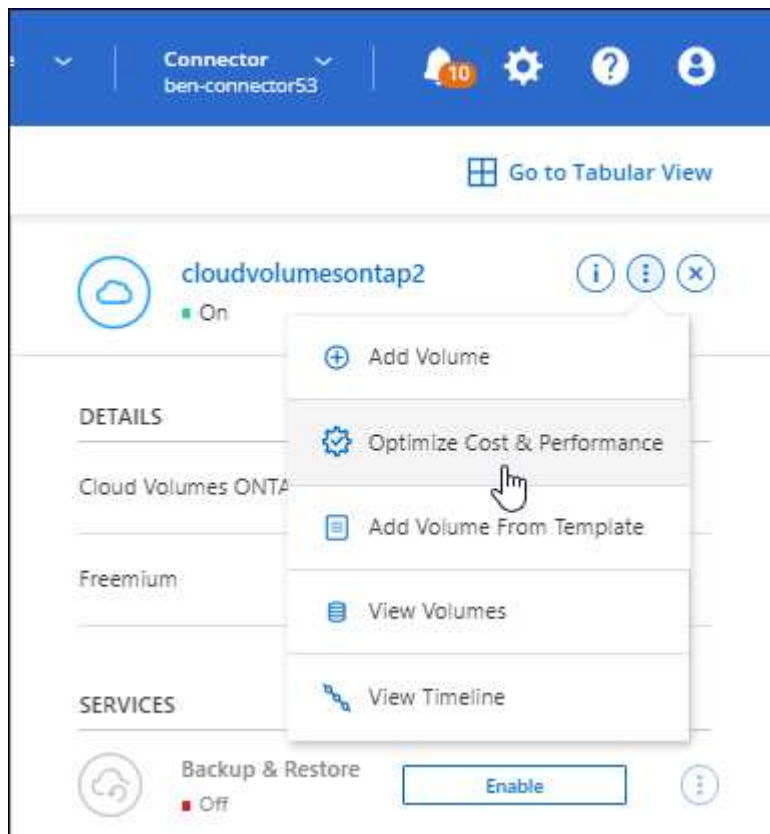 Connector
ben-connector53
10
Go to Tabular View
cloudvolumesontap2
On
Add Volume
DETAILS
Optimize Cost & Performance
Cloud Volumes ONTA
Add Volume From Template
Freemium
View Volumes
View Timeline
SERVICES
Backup & Restore
Off
Enable